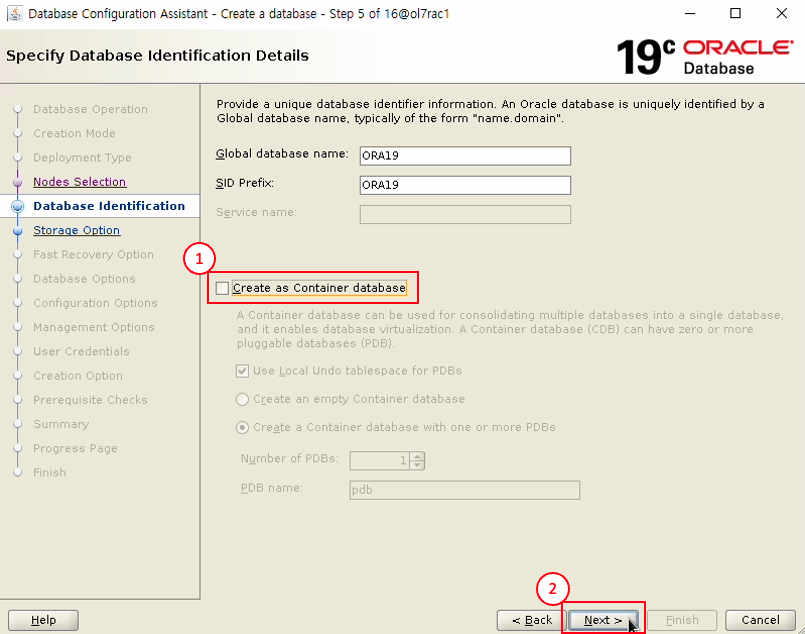 Database Configuration Assistant - Create a database - Step 5 of 16@ol7rac1
Specify Database Identification Details
19c ORACLE
Database
Database Operation
Creation Mode
Deployment Type
Nodes Selection
Database Identification
Storage Option
Fast Recovery Option
Database Options
Configuration Options
Management Options
User Credentials
Creation Option
Prerequisite Checks
Summary
Progress Page
Finish
Provide a unique database identifier information. An Oracle database is uniquely identified by a
Global database name, typically of the form "name.domain".
Global database name: ORA19
SID Prefix: ORA19
Service name:
1
Create as Container database
A Container database can be used for consolidating multiple databases into a single database,
and it enables database virtualization. A Container database (CDB) can have zero or more
pluggable databases (PDB).
Use Local Undo tablespace for PDBs
Create an empty Container database
Create a Container database with one or more PDBs
Number of PDBs: 1
PDB name: pdb
2
Help
< Back
Next >
Finish
Cancel